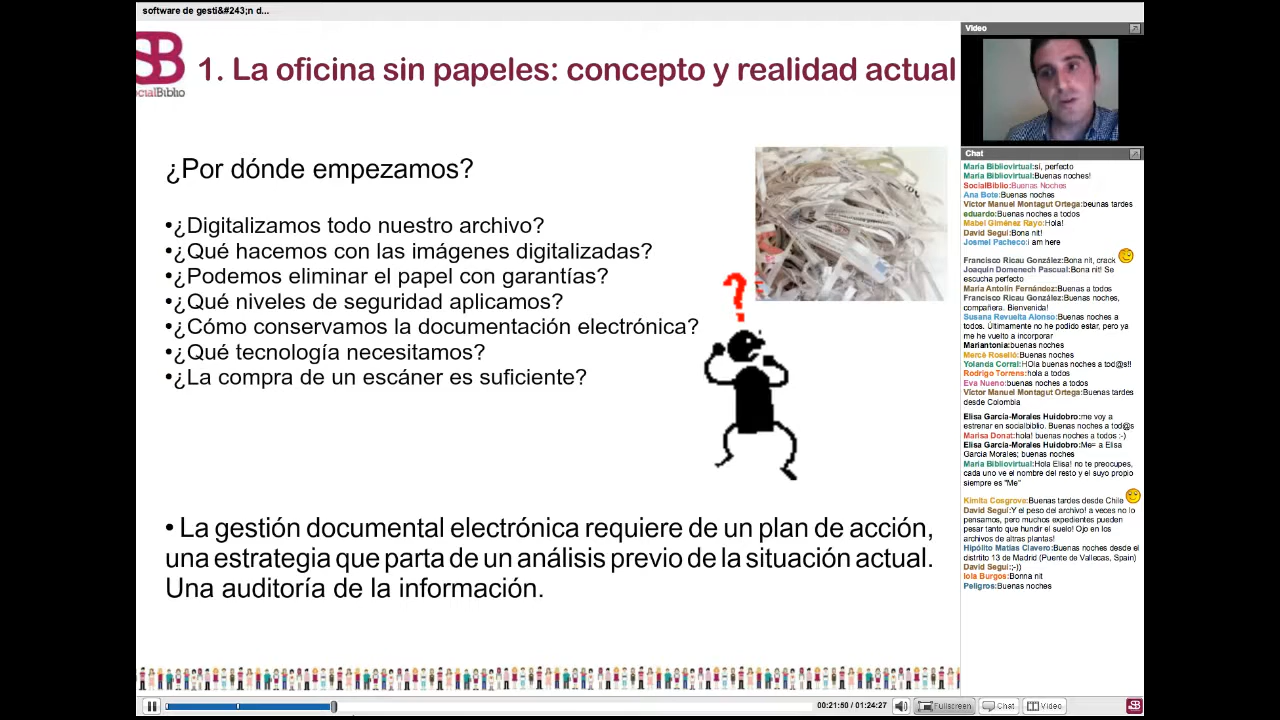 software de gesti&#243;n d...
SB
cialBiblio
1. La oficina sin papeles: concepto y realidad actual
¿Por dónde empezamos?
•¿Digitalizamos todo nuestro archivo?
•¿Qué hacemos con las imágenes digitalizadas?
•¿Podemos eliminar el papel con garantías?
•¿Qué niveles de seguridad aplicamos?
•¿Cómo conservamos la documentación electrónica?
•¿Qué tecnología necesitamos?
•¿La compra de un escáner es suficiente?
?
• La gestión documental electrónica requiere de un plan de acción,
una estrategia que parta de un análisis previo de la situación actual.
Una auditoría de la información.
Video
Chat
Maria Bibliovirtual:si, perfecto
Maria Bibliovirtual:Buenas noches!
SocialBiblio:Buenas Noches
Ana Bote:Buenas noches
Víctor Manuel Montagut Ortega:beunas tardes
eduardo:Buenas noches a todos
Mabel Giménez Rayo:Hola!
David Seguí:Bona nit!
Josmel Pacheco:i am here
Francisco Ricau González:Bona nit, crack
Joaquin Domenech Pascual:Bona nit! Se
escucha perfecto
Maria Antolín Fernández:Buenas a todos
Francisco Ricau González:Buenas noches,
compañera. Bienvenida!
Susana Revuelta Alonso:Buenas noches a
todos. Últimamente no he podido estar, pero ya
me he vuelto a incorporar
Mariantonia:buenas noches
Mercè Roselló:Buenas noches
Yolanda Corral:HOla buenas noches a tod@s!!
Rodrigo Torrens:hola a todos
Eva Nueno:buenas noches a todos
Víctor Manuel Montagut Ortega:Buenas tardes
desde Colombia
Elisa García-Morales Huidobro:me voy a
estrenar en socialbiblio. Buenas noches a tod@s
Marisa Donat:hola! buenas noches a todos :-)
Elisa García-Morales Huidobro:Me= a Elisa
Garcia Morales; buenas noches
Maria Bibliovirtual:Hola Elisa! no te preocupes,
cada uno ve el nombre del resto y el suyo propio
siempre es "Me"
Kimita Cosgrove:Buenas tardes desde Chile
David Seguí:Y el peso del archivo! a veces no lo
pensamos, pero muchos expedientes pueden
pesar tanto que hundir el suelo! Ojo en los
archivos de altras plantas!
Hipólito Matías Clavero:Buenas noches desde el
distrtito 13 de Madrid (Puente de Vallecas, Spain)
David Seguí:;-))
lola Burgos:Bonna nit
Peligros:Buenas noches
00:21:50 / 01:24:27
Fullscreen
Chat
Video
SB